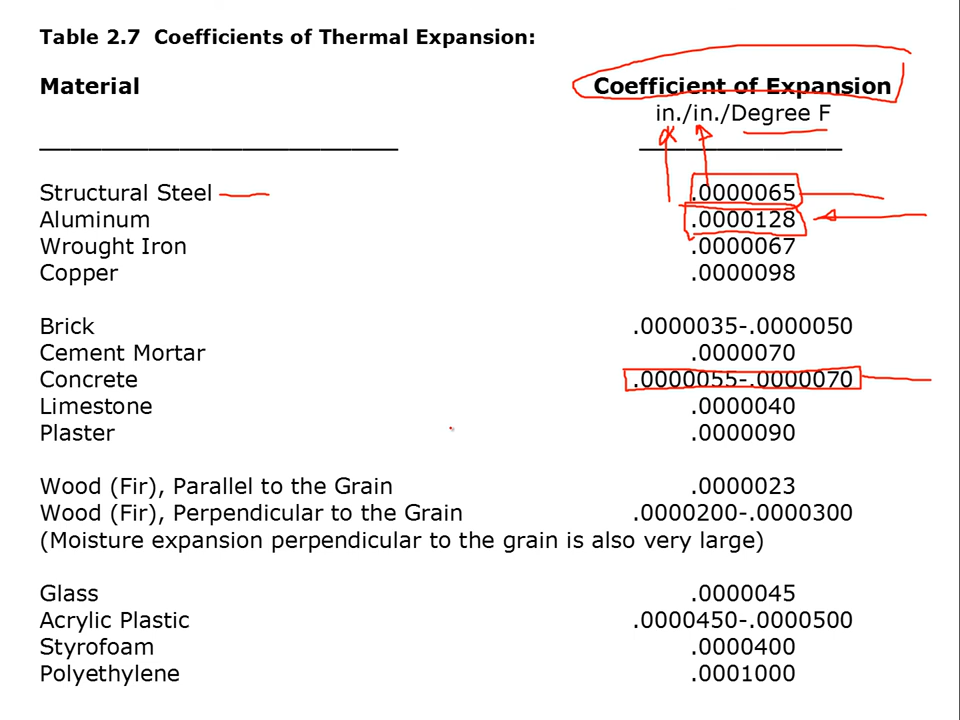 Table 2.7 Coefficients of Thermal Expansion:
Material Coefficient of Expansion
in./in./Degree F
Structural Steel .0000065
Aluminum .0000128
Wrought Iron .0000067
Copper .0000098
Brick .0000035-.0000050
Cement Mortar .0000070
Concrete .0000055-.0000070
Limestone .0000040
Plaster .0000090
Wood (Fir), Parallel to the Grain .0000023
Wood (Fir), Perpendicular to the Grain .0000200-.0000300
(Moisture expansion perpendicular to the grain is also very large)
Glass .0000045
Acrylic Plastic .0000450-.0000500
Styrofoam .0000400
Polyethylene .0001000